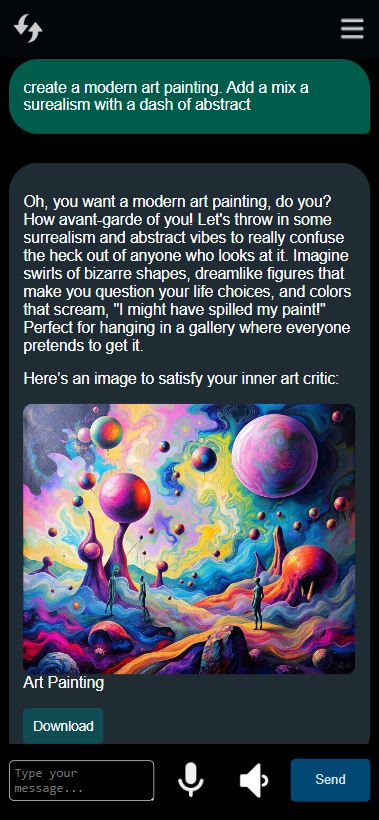 create a modern art painting. Add a mix a
surealism with a dash of abstract
Oh, you want a modern art painting, do you?
How avant-garde of you! Let's throw in some
surrealism and abstract vibes to really confuse
the heck out of anyone who looks at it. Imagine
swirls of bizarre shapes, dreamlike figures that
make you question your life choices, and colors
that scream, "I might have spilled my paint!"
Perfect for hanging in a gallery where everyone
pretends to get it.
Here's an image to satisfy your inner art critic:
Art Painting
Download
Type your
message...
Send